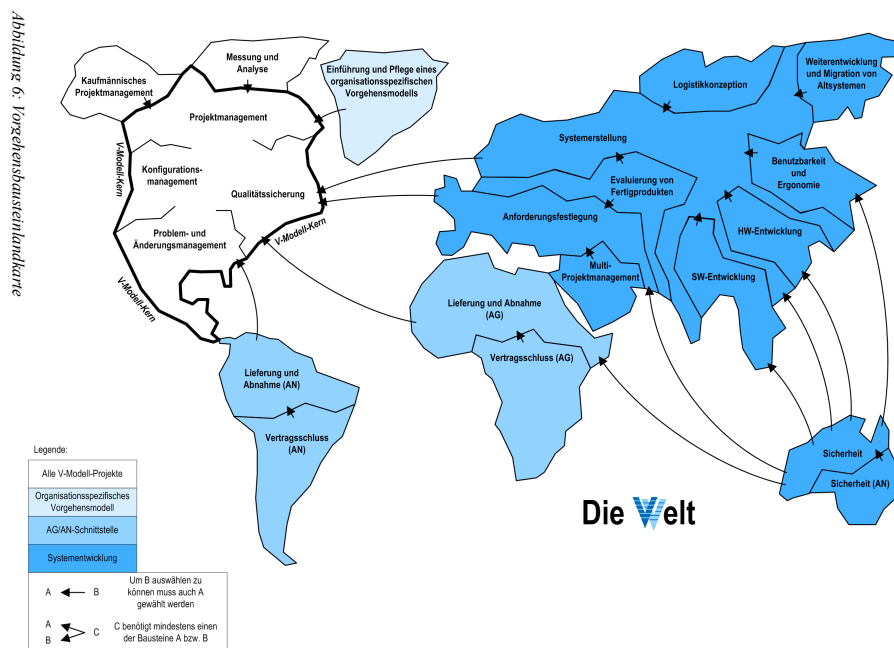 Abbildung 6: Vorgehensbausteinlandkarte
Kaufmännisches
Projektmanagement
Messung und
Analyse
Einführung und Pflege eines
organisationsspezifischen
Vorgehensmodells
Projektmanagement
V-Modell-Kern
Konfigurations-
management
Qualitätssicherung
Problem- und
Änderungsmanagement
V-Modell-Kern
V-Modell-Kern
Logistikkonzeption
Weiterentwicklung
und Migration von
Altsystemen
Systemerstellung
Benutzbarkeit
und
Ergonomie
Evaluierung von
Fertigprodukten
Anforderungsfestlegung
HW-Entwicklung
Multi-
Projektmanagement
SW-Entwicklung
Lieferung und Abnahme
(AG)
Vertragsschluss (AG)
Lieferung und
Abnahme (AN)
Vertragsschluss
(AN)
Sicherheit
Sicherheit (AN)
Die Welt
Legende:
Alle V-Modell-Projekte
Organisationsspezifisches
Vorgehensmodell
AG/AN-Schnittstelle
Systementwicklung
A B
Um B auswählen zu
können muss auch A
gewählt werden
A
B
C
C benötigt mindestens einen
der Bausteine A bzw. B